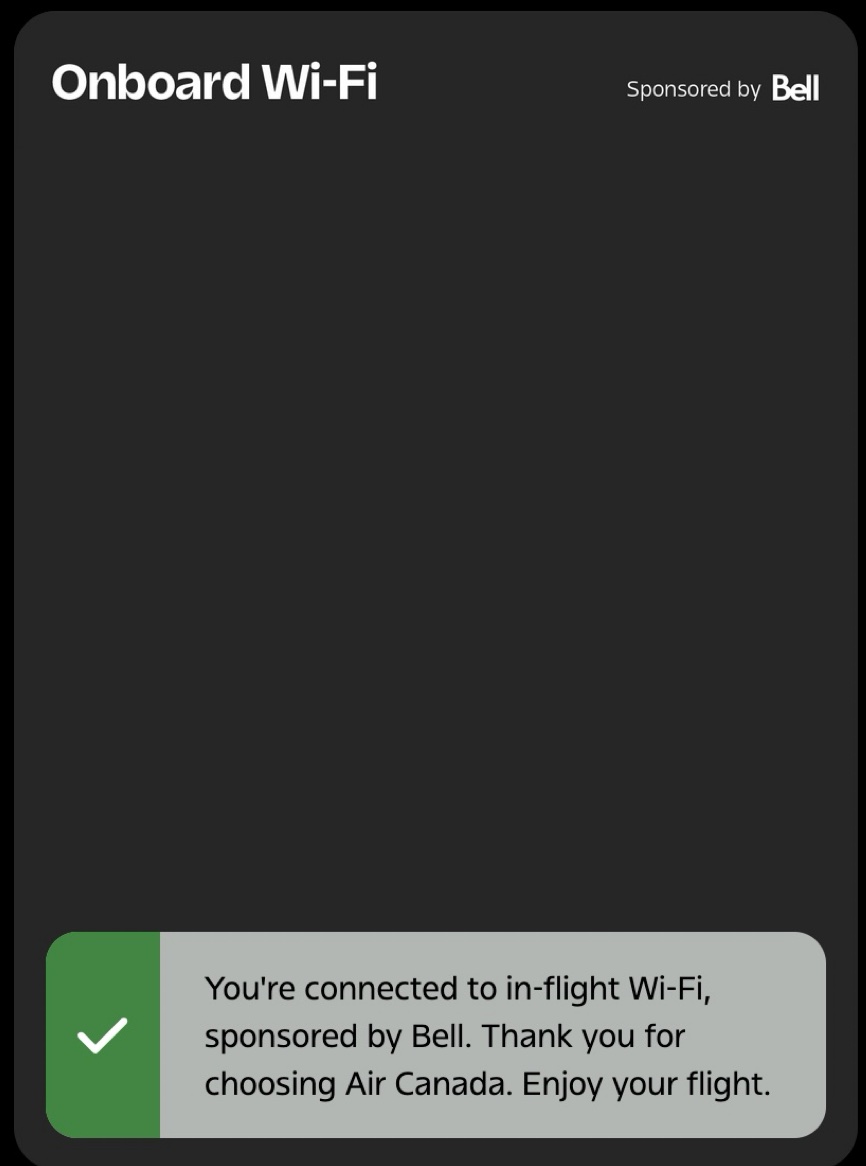 Onboard Wi-Fi
Sponsored by Bell
You're connected to in-flight Wi-Fi,
sponsored by Bell. Thank you for
choosing Air Canada. Enjoy your flight.